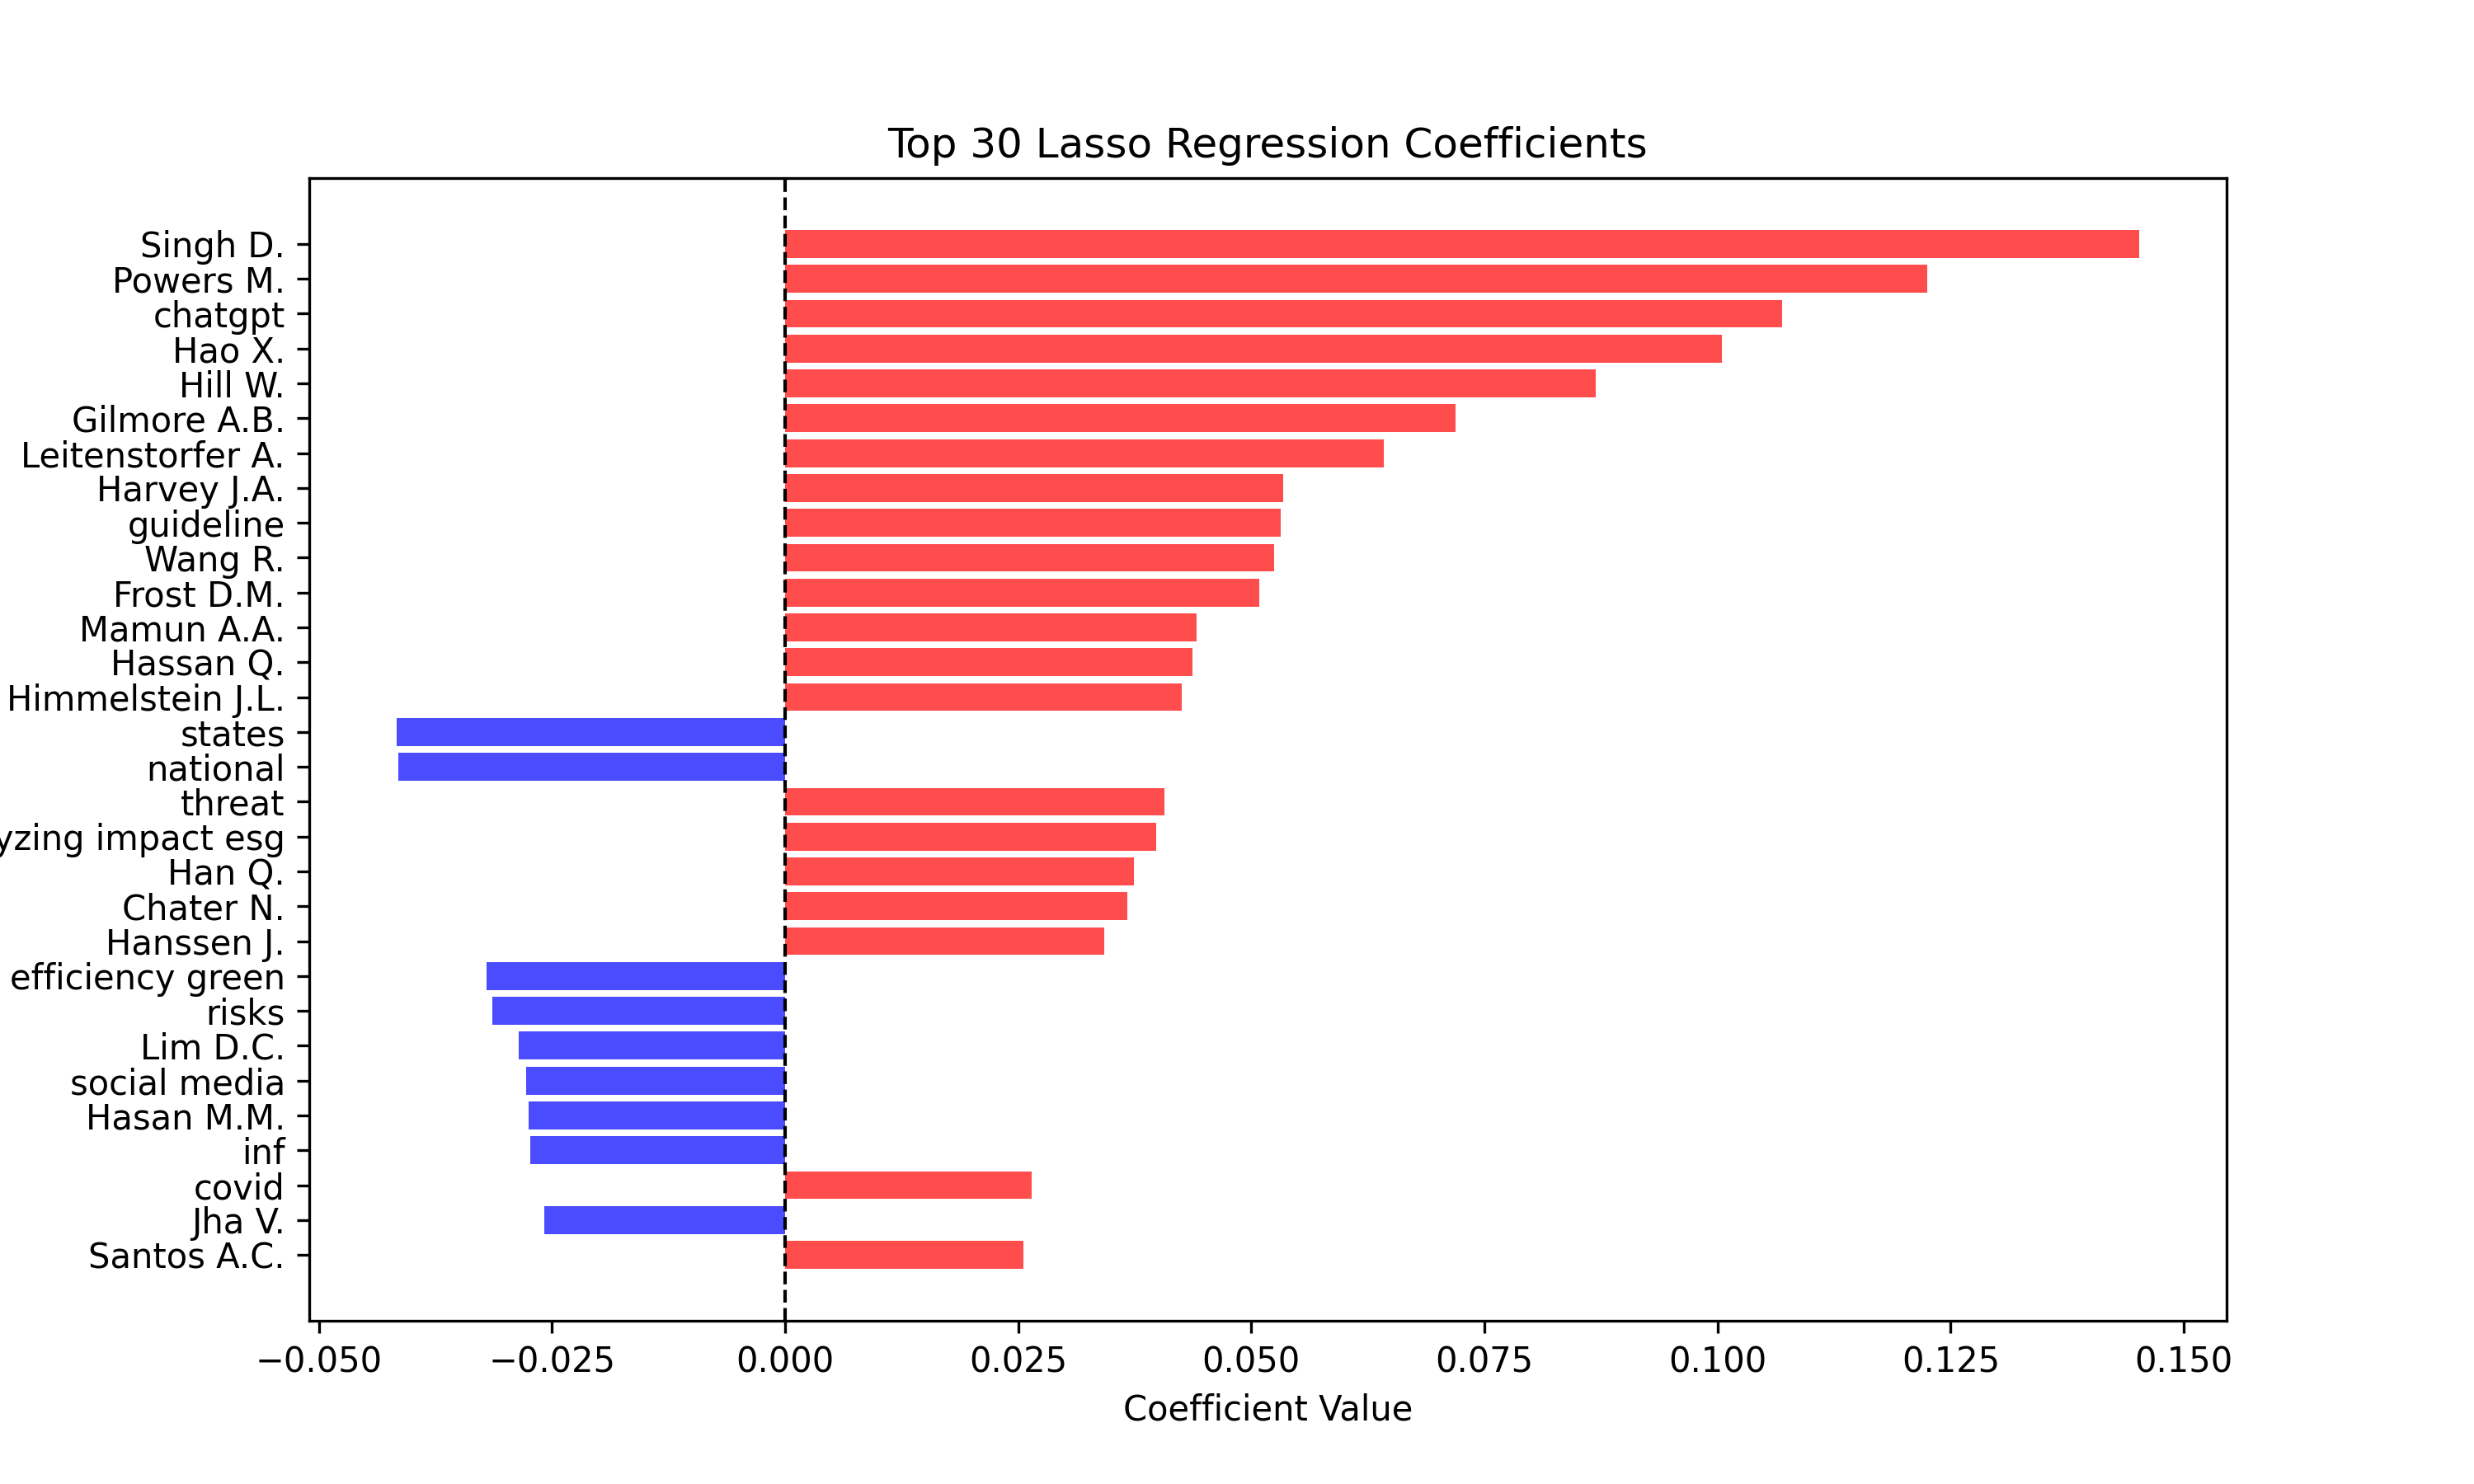 Top 30 Lasso Regression Coefficients
Singh D.
Powers M.
chatgpt
Hao X.
Hill W.
Gilmore A.B.
Leitenstorfer A.
Harvey J.A.
guideline
Wang R.
Frost D.M.
Mamun A.A.
Hassan Q.
Himmelstein J.L.
states
national
threat
impact esg
Han Q.
Chater N.
Hanssen J.
efficiency green
risks
Lim D.C.
social media
Hasan M.M.
inf
covid
Jha V.
Santos A.C.
−0.050 −0.025 0.000 0.025 0.050 0.075 0.100 0.125 0.150
Coefficient Value